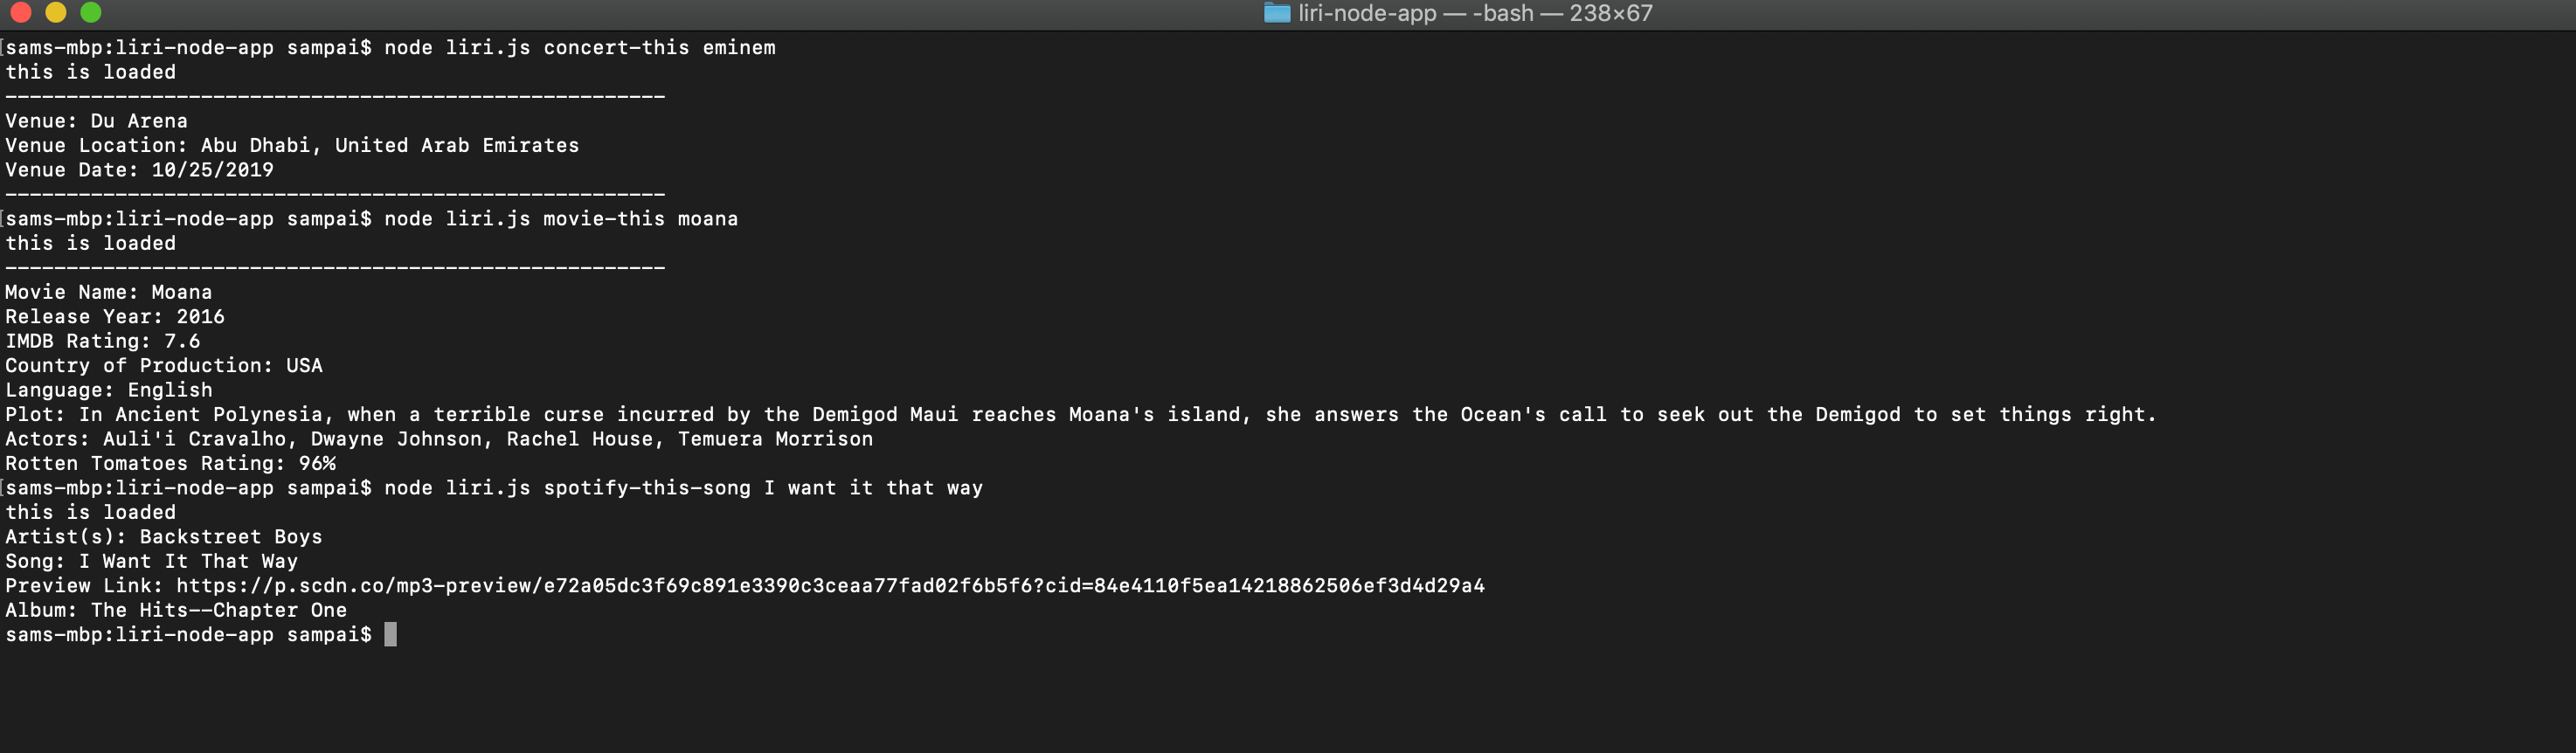 liri-node-app — -bash — 238×67
[sams-mbp:liri-node-app sampai$ node liri.js concert-this eminem
this is loaded
------------------------------------------------------
Venue: Du Arena
Venue Location: Abu Dhabi, United Arab Emirates
Venue Date: 10/25/2019
------------------------------------------------------
[sams-mbp:liri-node-app sampai$ node liri.js movie-this moana
this is loaded
------------------------------------------------------
Movie Name: Moana
Release Year: 2016
IMDB Rating: 7.6
Country of Production: USA
Language: English
Plot: In Ancient Polynesia, when a terrible curse incurred by the Demigod Maui reaches Moana's island, she answers the Ocean's call to seek out the Demigod to set things right.
Actors: Auli'i Cravalho, Dwayne Johnson, Rachel House, Temuera Morrison
Rotten Tomatoes Rating: 96%
[sams-mbp:liri-node-app sampai$ node liri.js spotify-this-song I want it that way
this is loaded
Artist(s): Backstreet Boys
Song: I Want It That Way
Preview Link: https://p.scdn.co/mp3-preview/e72a05dc3f69c891e3390c3ceaa77fad02f6b5f6?cid=84e4110f5ea14218862506ef3d4d29a4
Album: The Hits--Chapter One
sams-mbp:liri-node-app sampai$